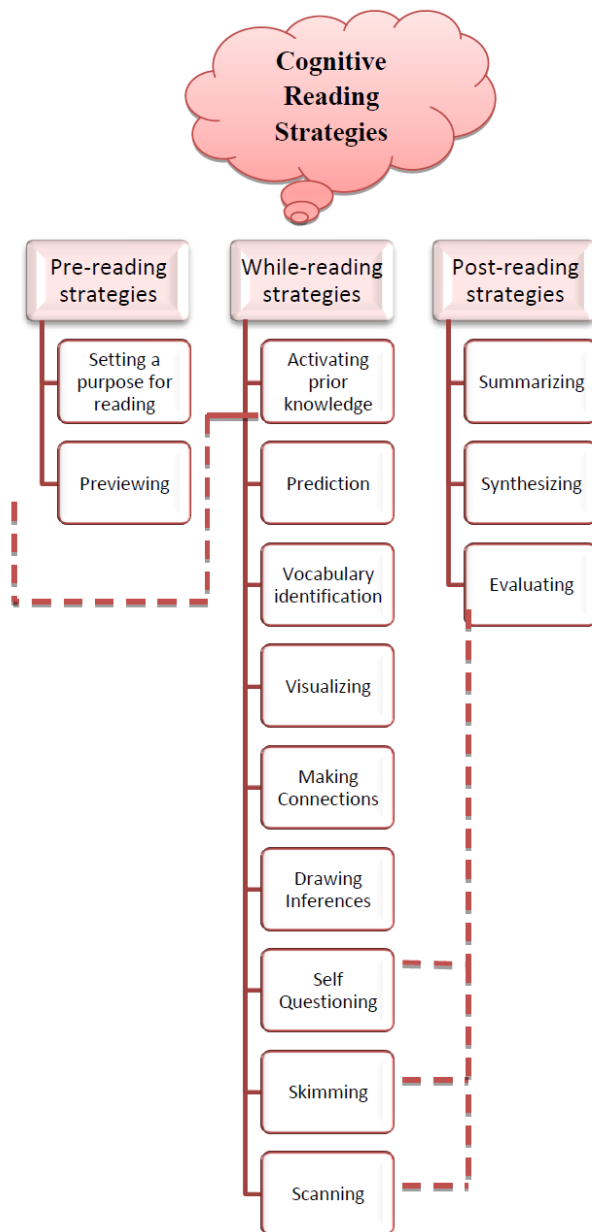 Cognitive
Reading
Strategies
Pre-reading
strategies
Setting a
purpose for
reading
Previewing
While-reading
strategies
Activating
prior
knowledge
Prediction
Vocabulary
identification
Visualizing
Making
Connections
Drawing
Inferences
Self
Questioning
Skimming
Scanning
Post-reading
strategies
Summarizing
Synthesizing
Evaluating